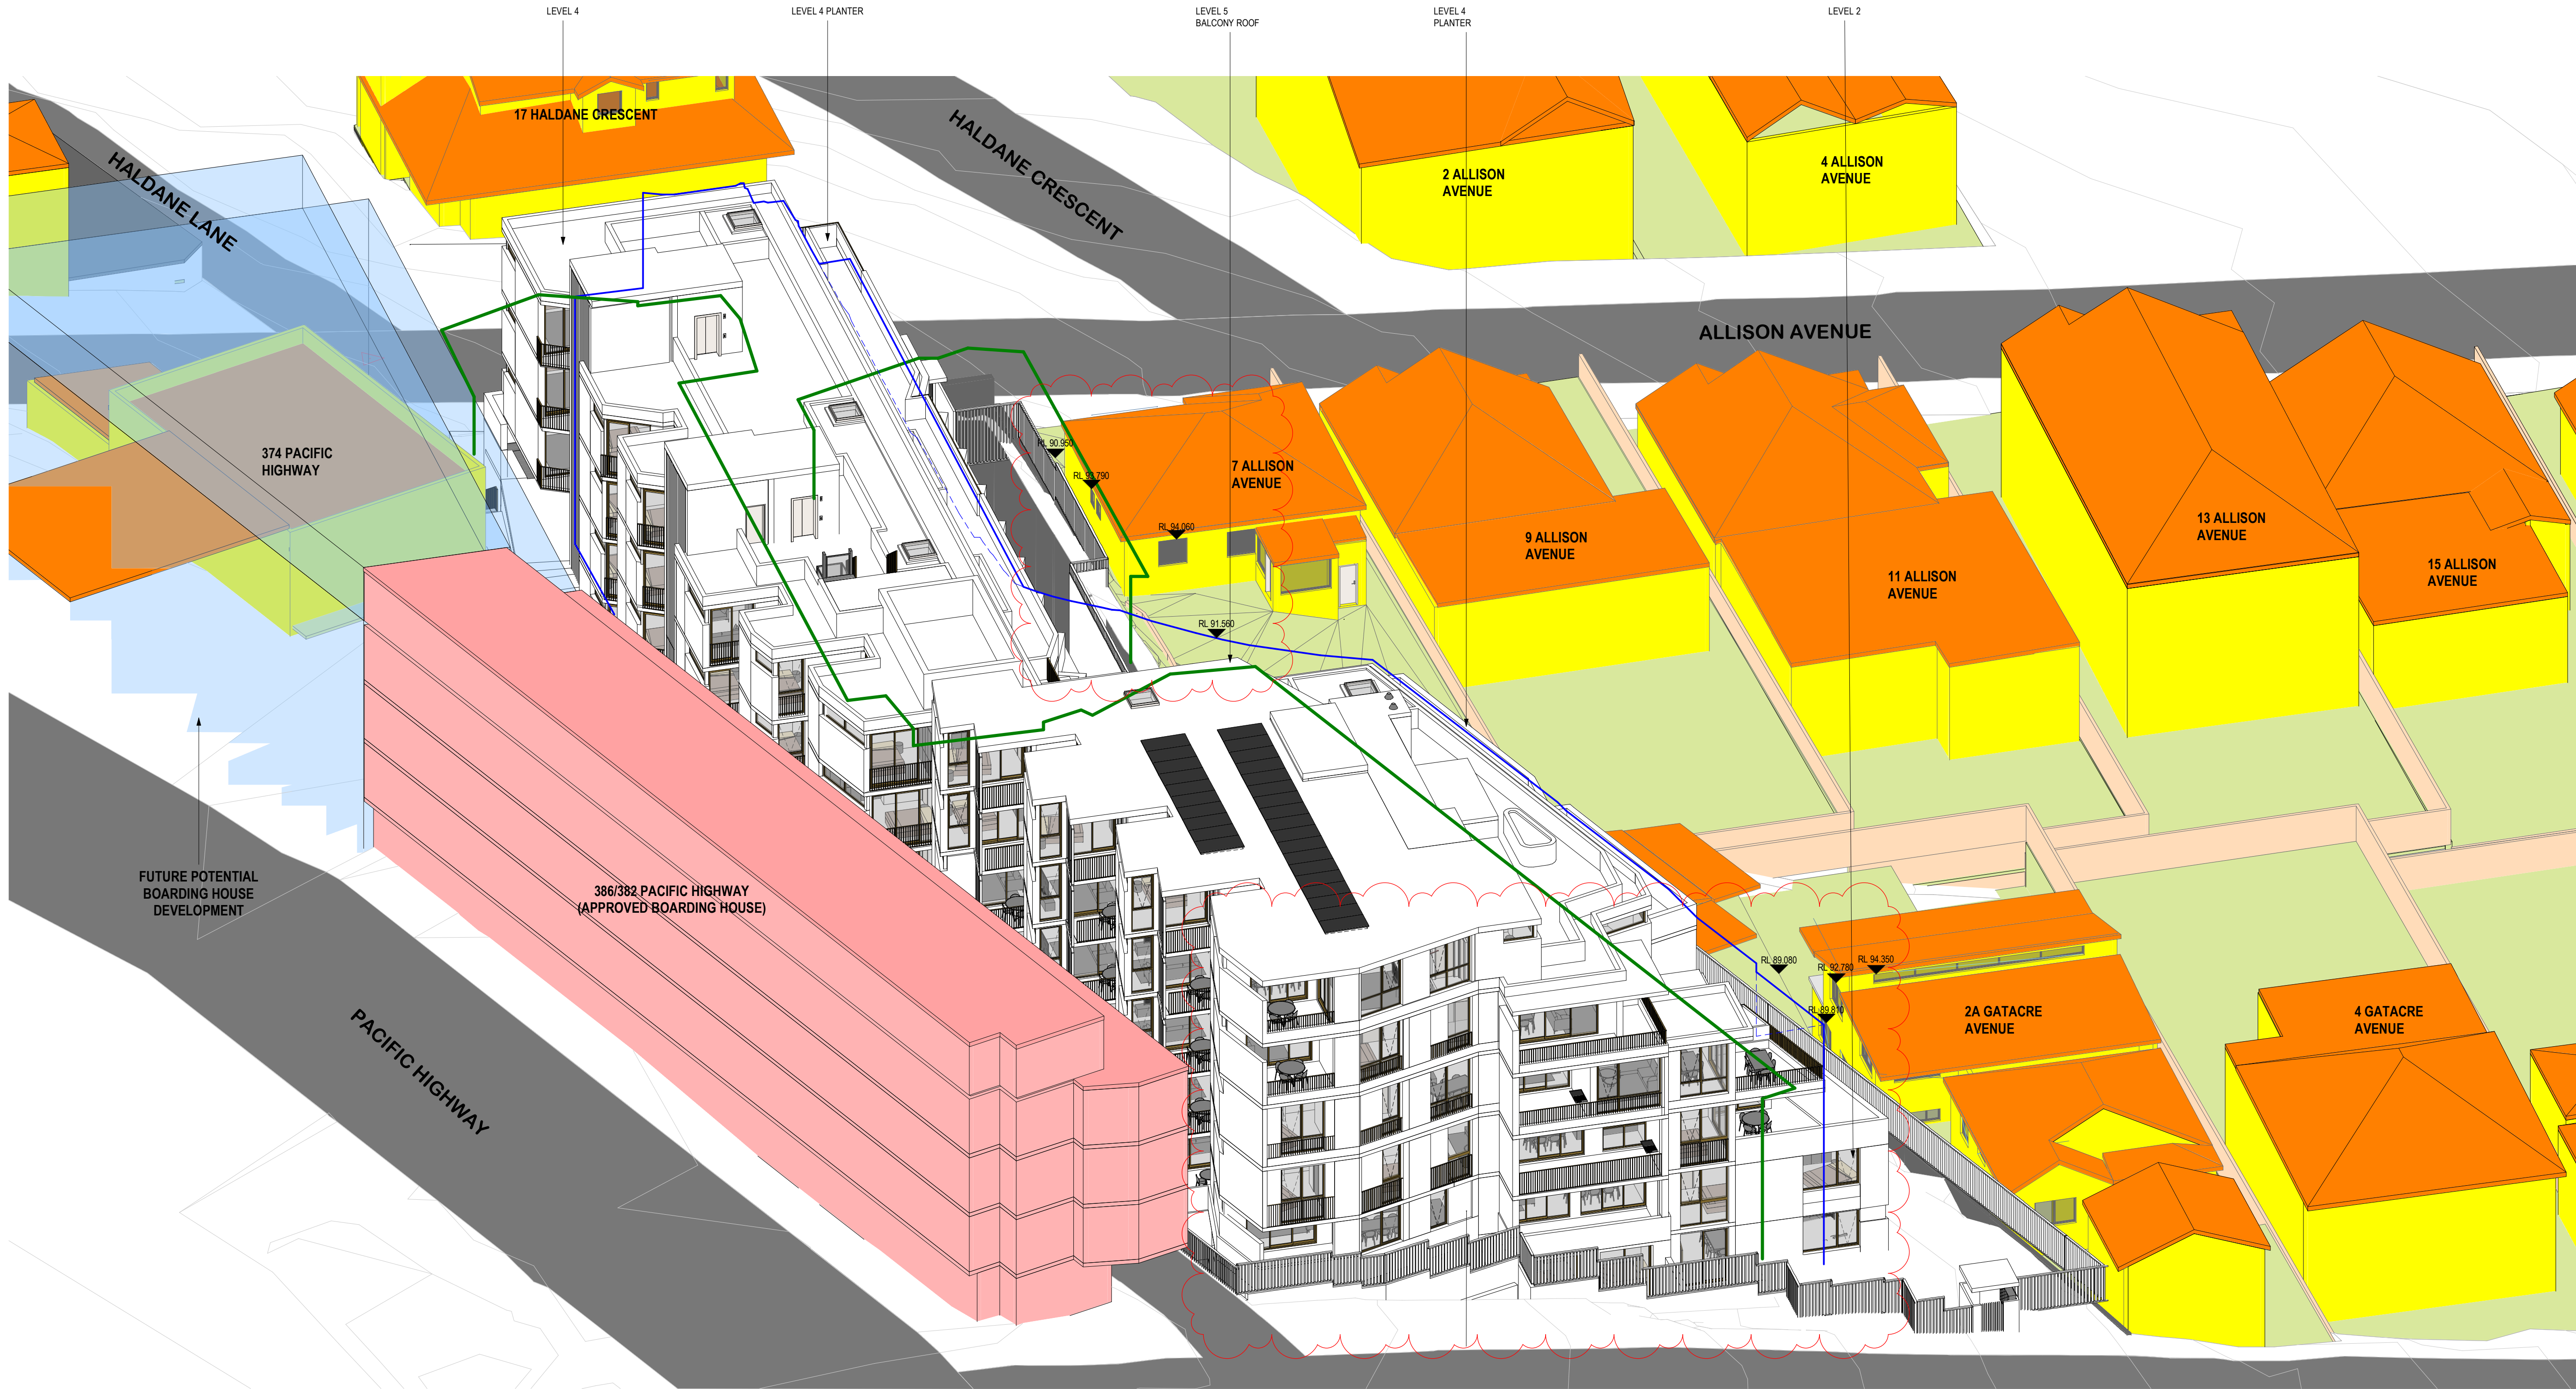 LEVEL 4
LEVEL 4 PLANTER
LEVEL 5
BALCONY ROOF
LEVEL 4
PLANTER
LEVEL 2
17 HALDANE CRESCENT
HALDANE LANE
HALDANE CRESCENT
2 ALLISON
AVENUE
4 ALLISON
AVENUE
ALLISON AVENUE
374 PACIFIC
HIGHWAY
RL 90.950
RL 93.790
RL 94.060
7 ALLISON
AVENUE
9 ALLISON
AVENUE
11 ALLISON
AVENUE
13 ALLISON
AVENUE
15 ALLISON
AVENUE
RL 91.560
FUTURE POTENTIAL
BOARDING HOUSE
DEVELOPMENT
386/382 PACIFIC HIGHWAY
(APPROVED BOARDING HOUSE)
PACIFIC HIGHWAY
RL 89.080
RL 92.780
RL 94.350
RL 89.810
2A GATACRE
AVENUE
4 GATACRE
AVENUE